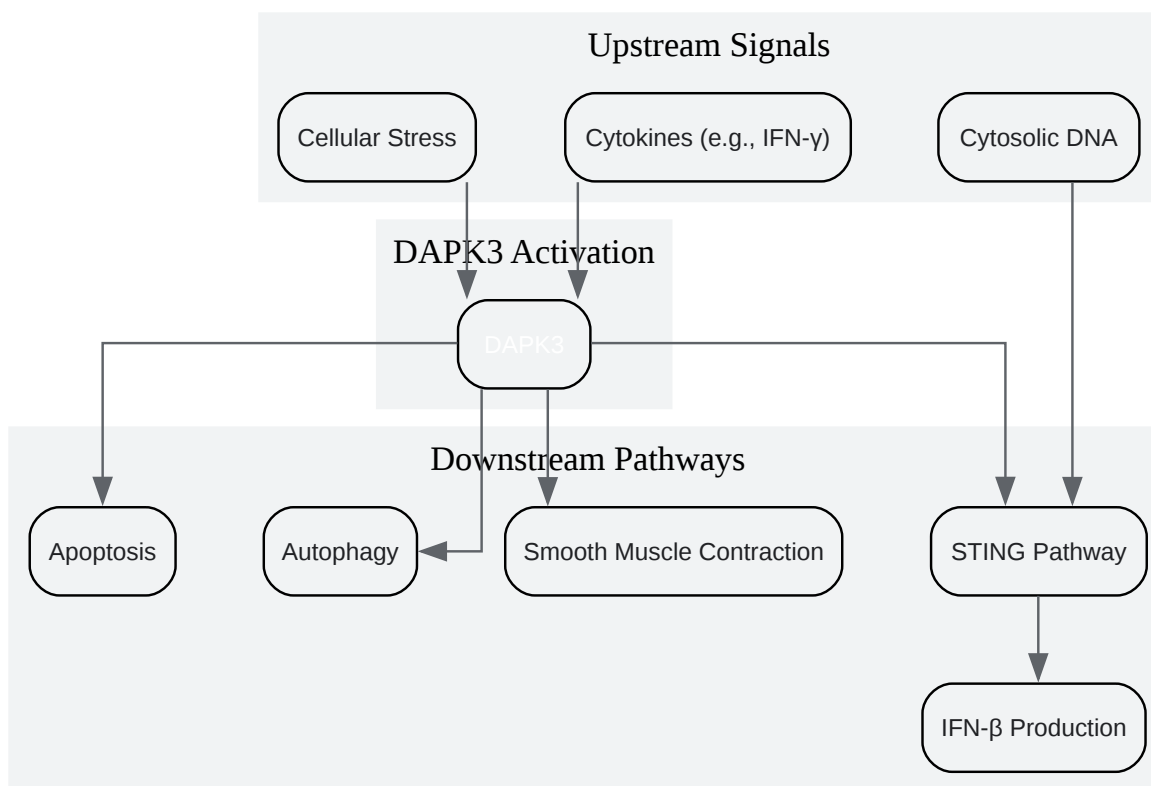 Upstream Signals
Cellular Stress
Cytokines (e.g., IFN-γ)
Cytosolic DNA
DAPK3 Activation
DAPK3
Downstream Pathways
Apoptosis
Autophagy
Smooth Muscle Contraction
STING Pathway
IFN-β Production